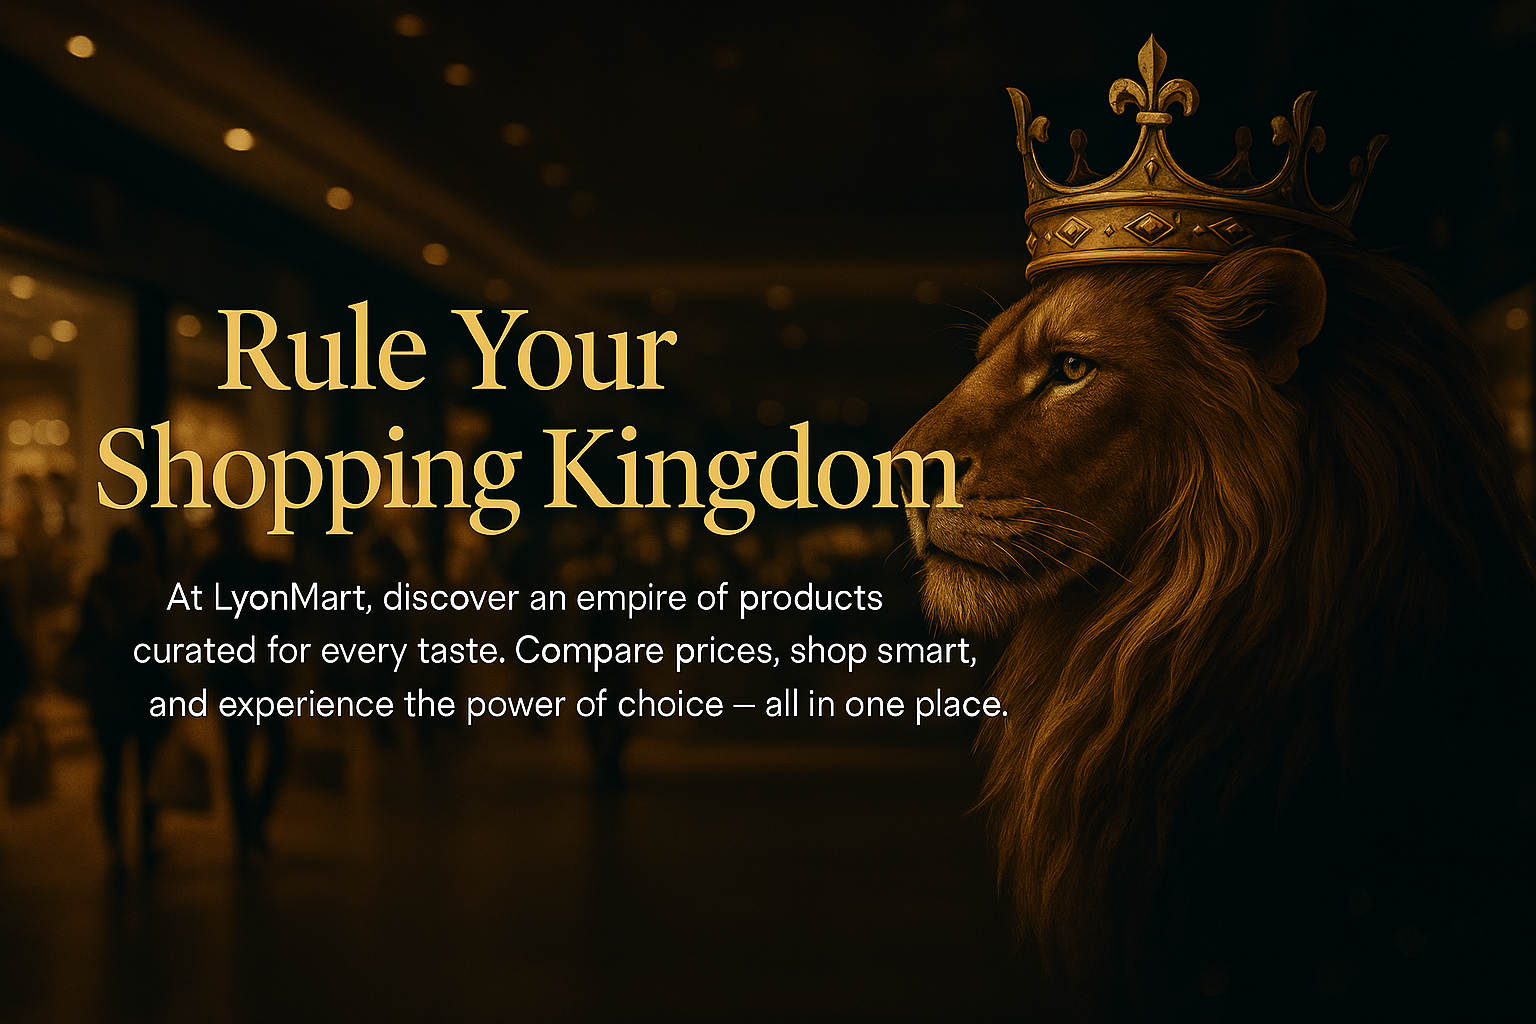 Rule Your
Shopping Kingdom
At LyonMart, discover an empire of products
curated for every taste. Compare prices, shop smart,
and experience the power of choice – all in one place.